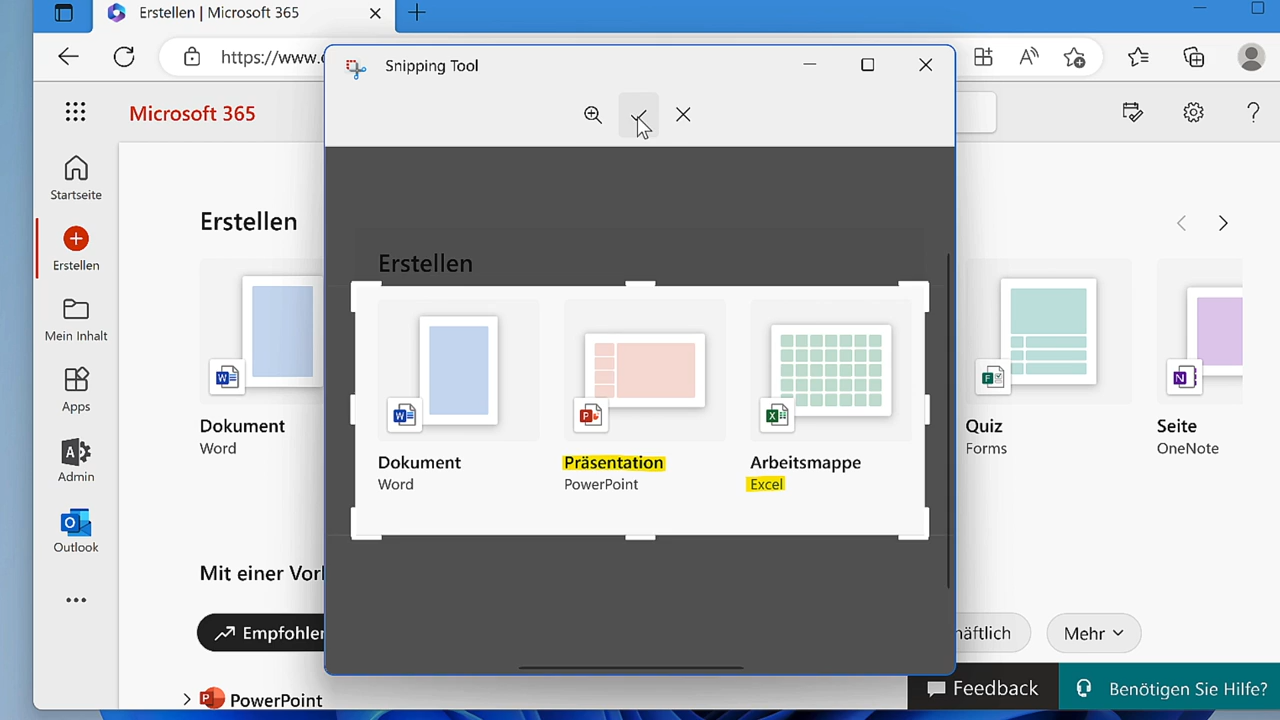 Erstellen | Microsoft 365
https://www.
Snipping Tool
Microsoft 365
Startseite
Erstellen
Mein Inhalt
Apps
Admin
Outlook
Erstellen
Dokument
Word
Erstellen
Dokument
Word
Präsentation
PowerPoint
Arbeitsmappe
Excel
Quiz
Forms
Seite
OneNote
Mit einer Vorl
Empfohlen
häftlich
Mehr
PowerPoint
Feedback
Benötigen Sie Hilfe?